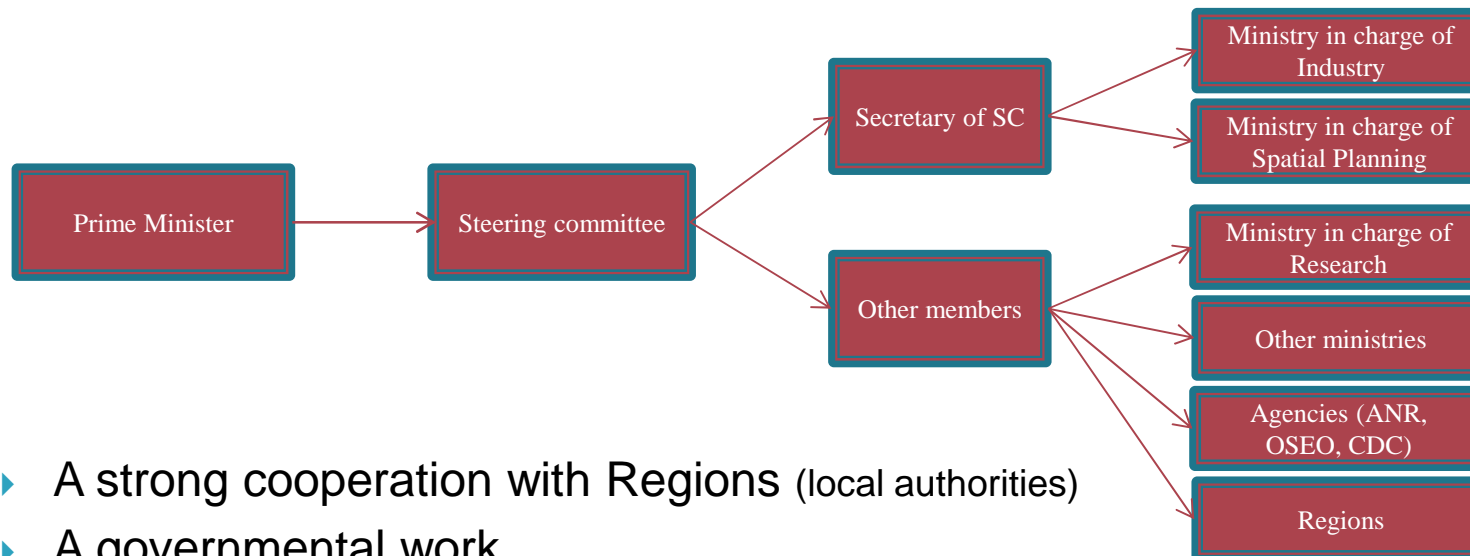 Prime Minister
Steering committee
Secretary of SC
Other members
Ministry in charge of
Industry
Ministry in charge of
Spatial Planning
Ministry in charge of
Research
Other ministries
Agencies (ANR,
OSEO, CDC)
Regions
A strong cooperation with Regions (local authorities)
A governmental work